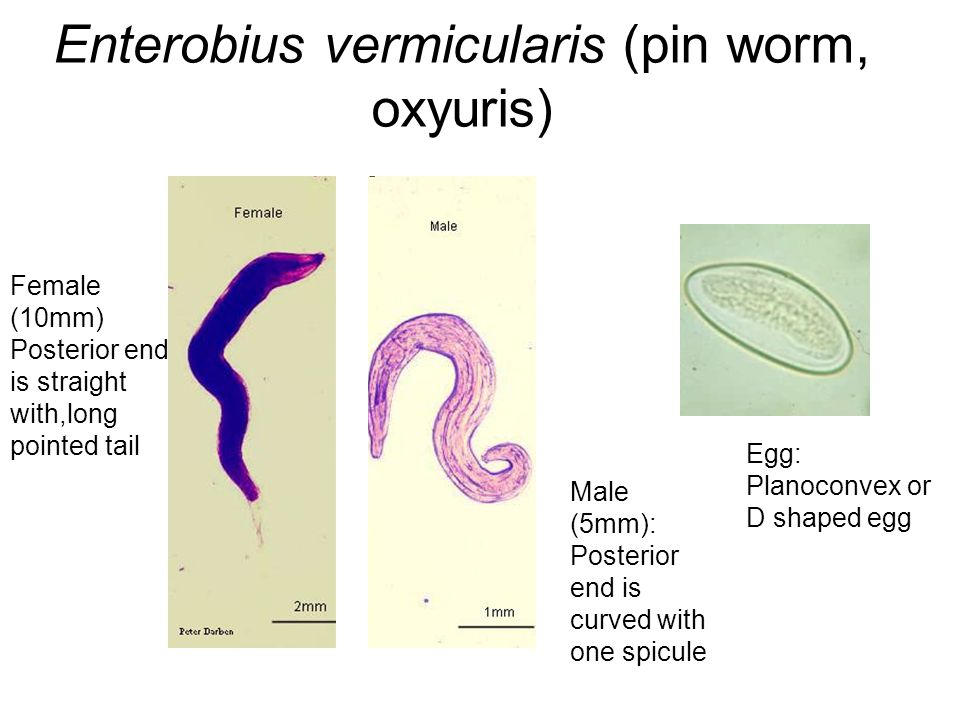 Enterobius vermicularis (pin worm,
oxyuris)
Female
Male
Female
(10mm)
Posterior end
is straight
with,long
pointed tail
2mm
Peter Darben
1mm
Male
(5mm):
Posterior
end is
curved with
one spicule
Egg:
Planoconvex or
D shaped egg